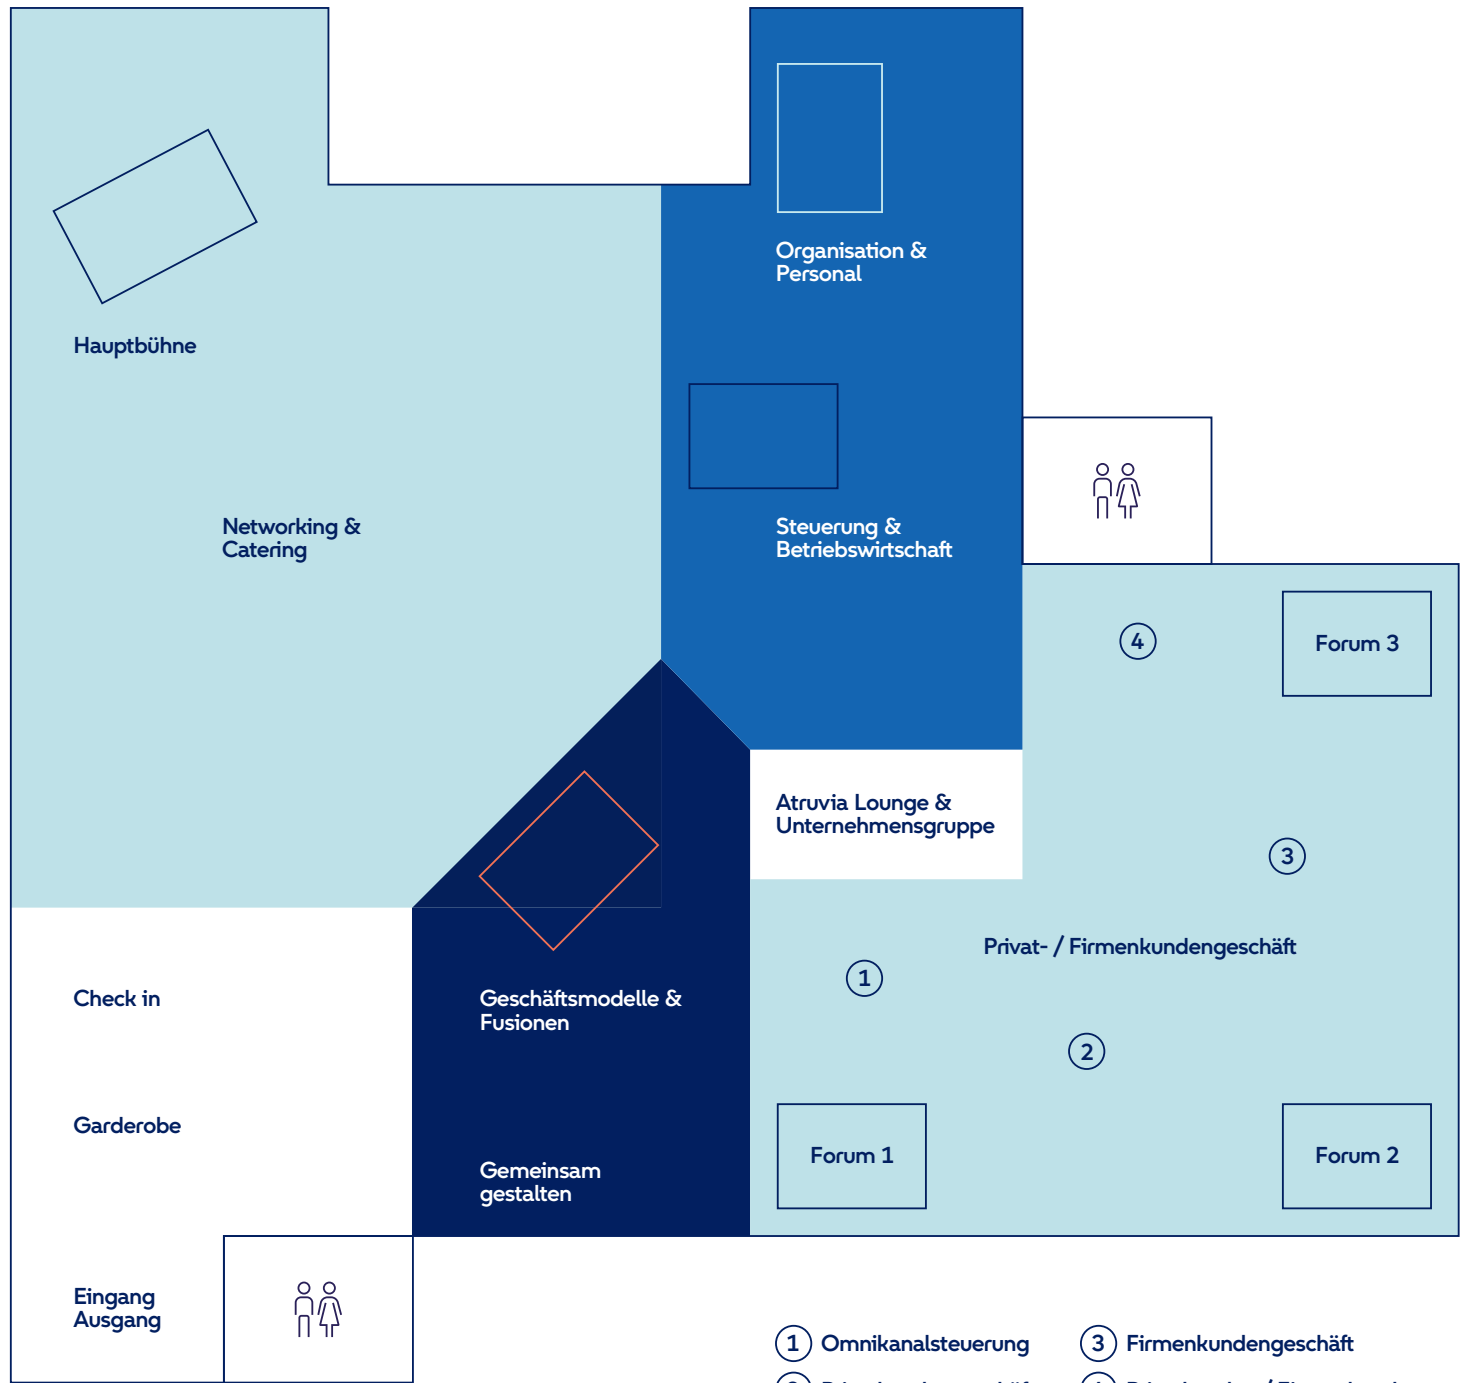 Organisation &
Personal
Hauptbühne
Networking &
Catering
Steuerung &
Betriebswirtschaft
4
Forum 3
Atruvia Lounge &
Unternehmensgruppe
3
Privat- / Firmenkundengeschäft
1
2
Check in
Geschäftsmodelle &
Fusionen
Garderobe
Gemeinsam
gestalten
Forum 1
Forum 2
Eingang
Ausgang
1 Omnikanalsteuerung
3 Firmenkundengeschäft